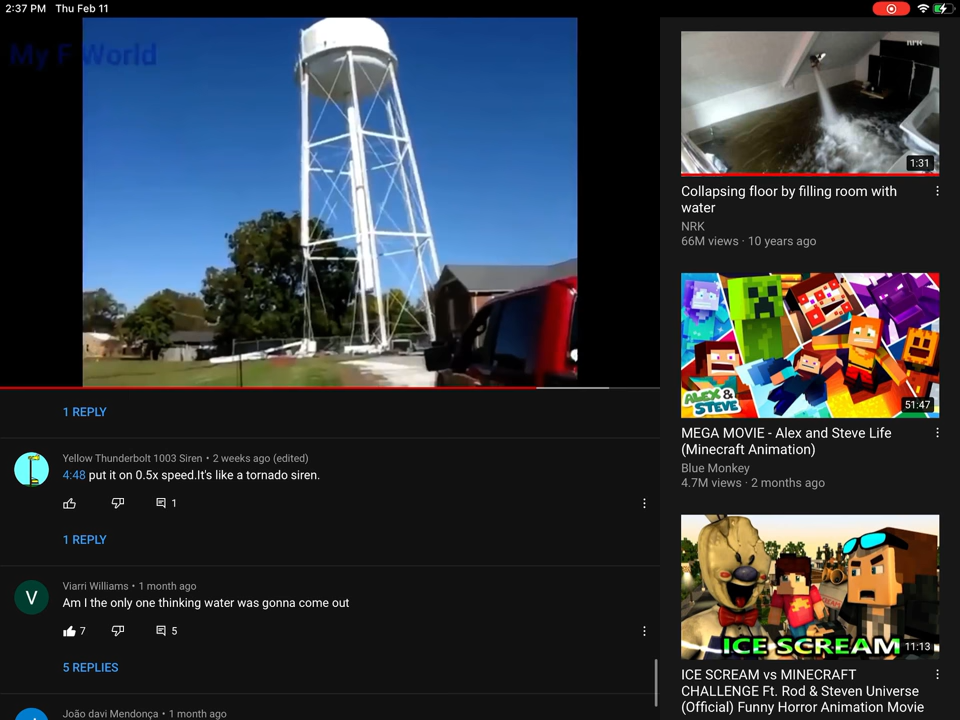 2:37 PM Thu Feb 11
My F World
1 REPLY
Yellow Thunderbolt 1003 Siren • 2 weeks ago (edited)
4:48 put it on 0.5x speed.It's like a tornado siren.
1
1 REPLY
V
Viarri Williams • 1 month ago
Am I the only one thinking water was gonna come out
7
5
5 REPLIES
João davi Mendonça • 1 month ago
NRK
1:31
Collapsing floor by filling room with
water
NRK
66M views · 10 years ago
ALEX &
STEVE
51:47
MEGA MOVIE - Alex and Steve Life
(Minecraft Animation)
Blue Monkey
4.7M views · 2 months ago
ICE SCREAM
11:13
ICE SCREAM vs MINECRAFT
CHALLENGE Ft. Rod & Steven Universe
(Official) Funny Horror Animation Movie